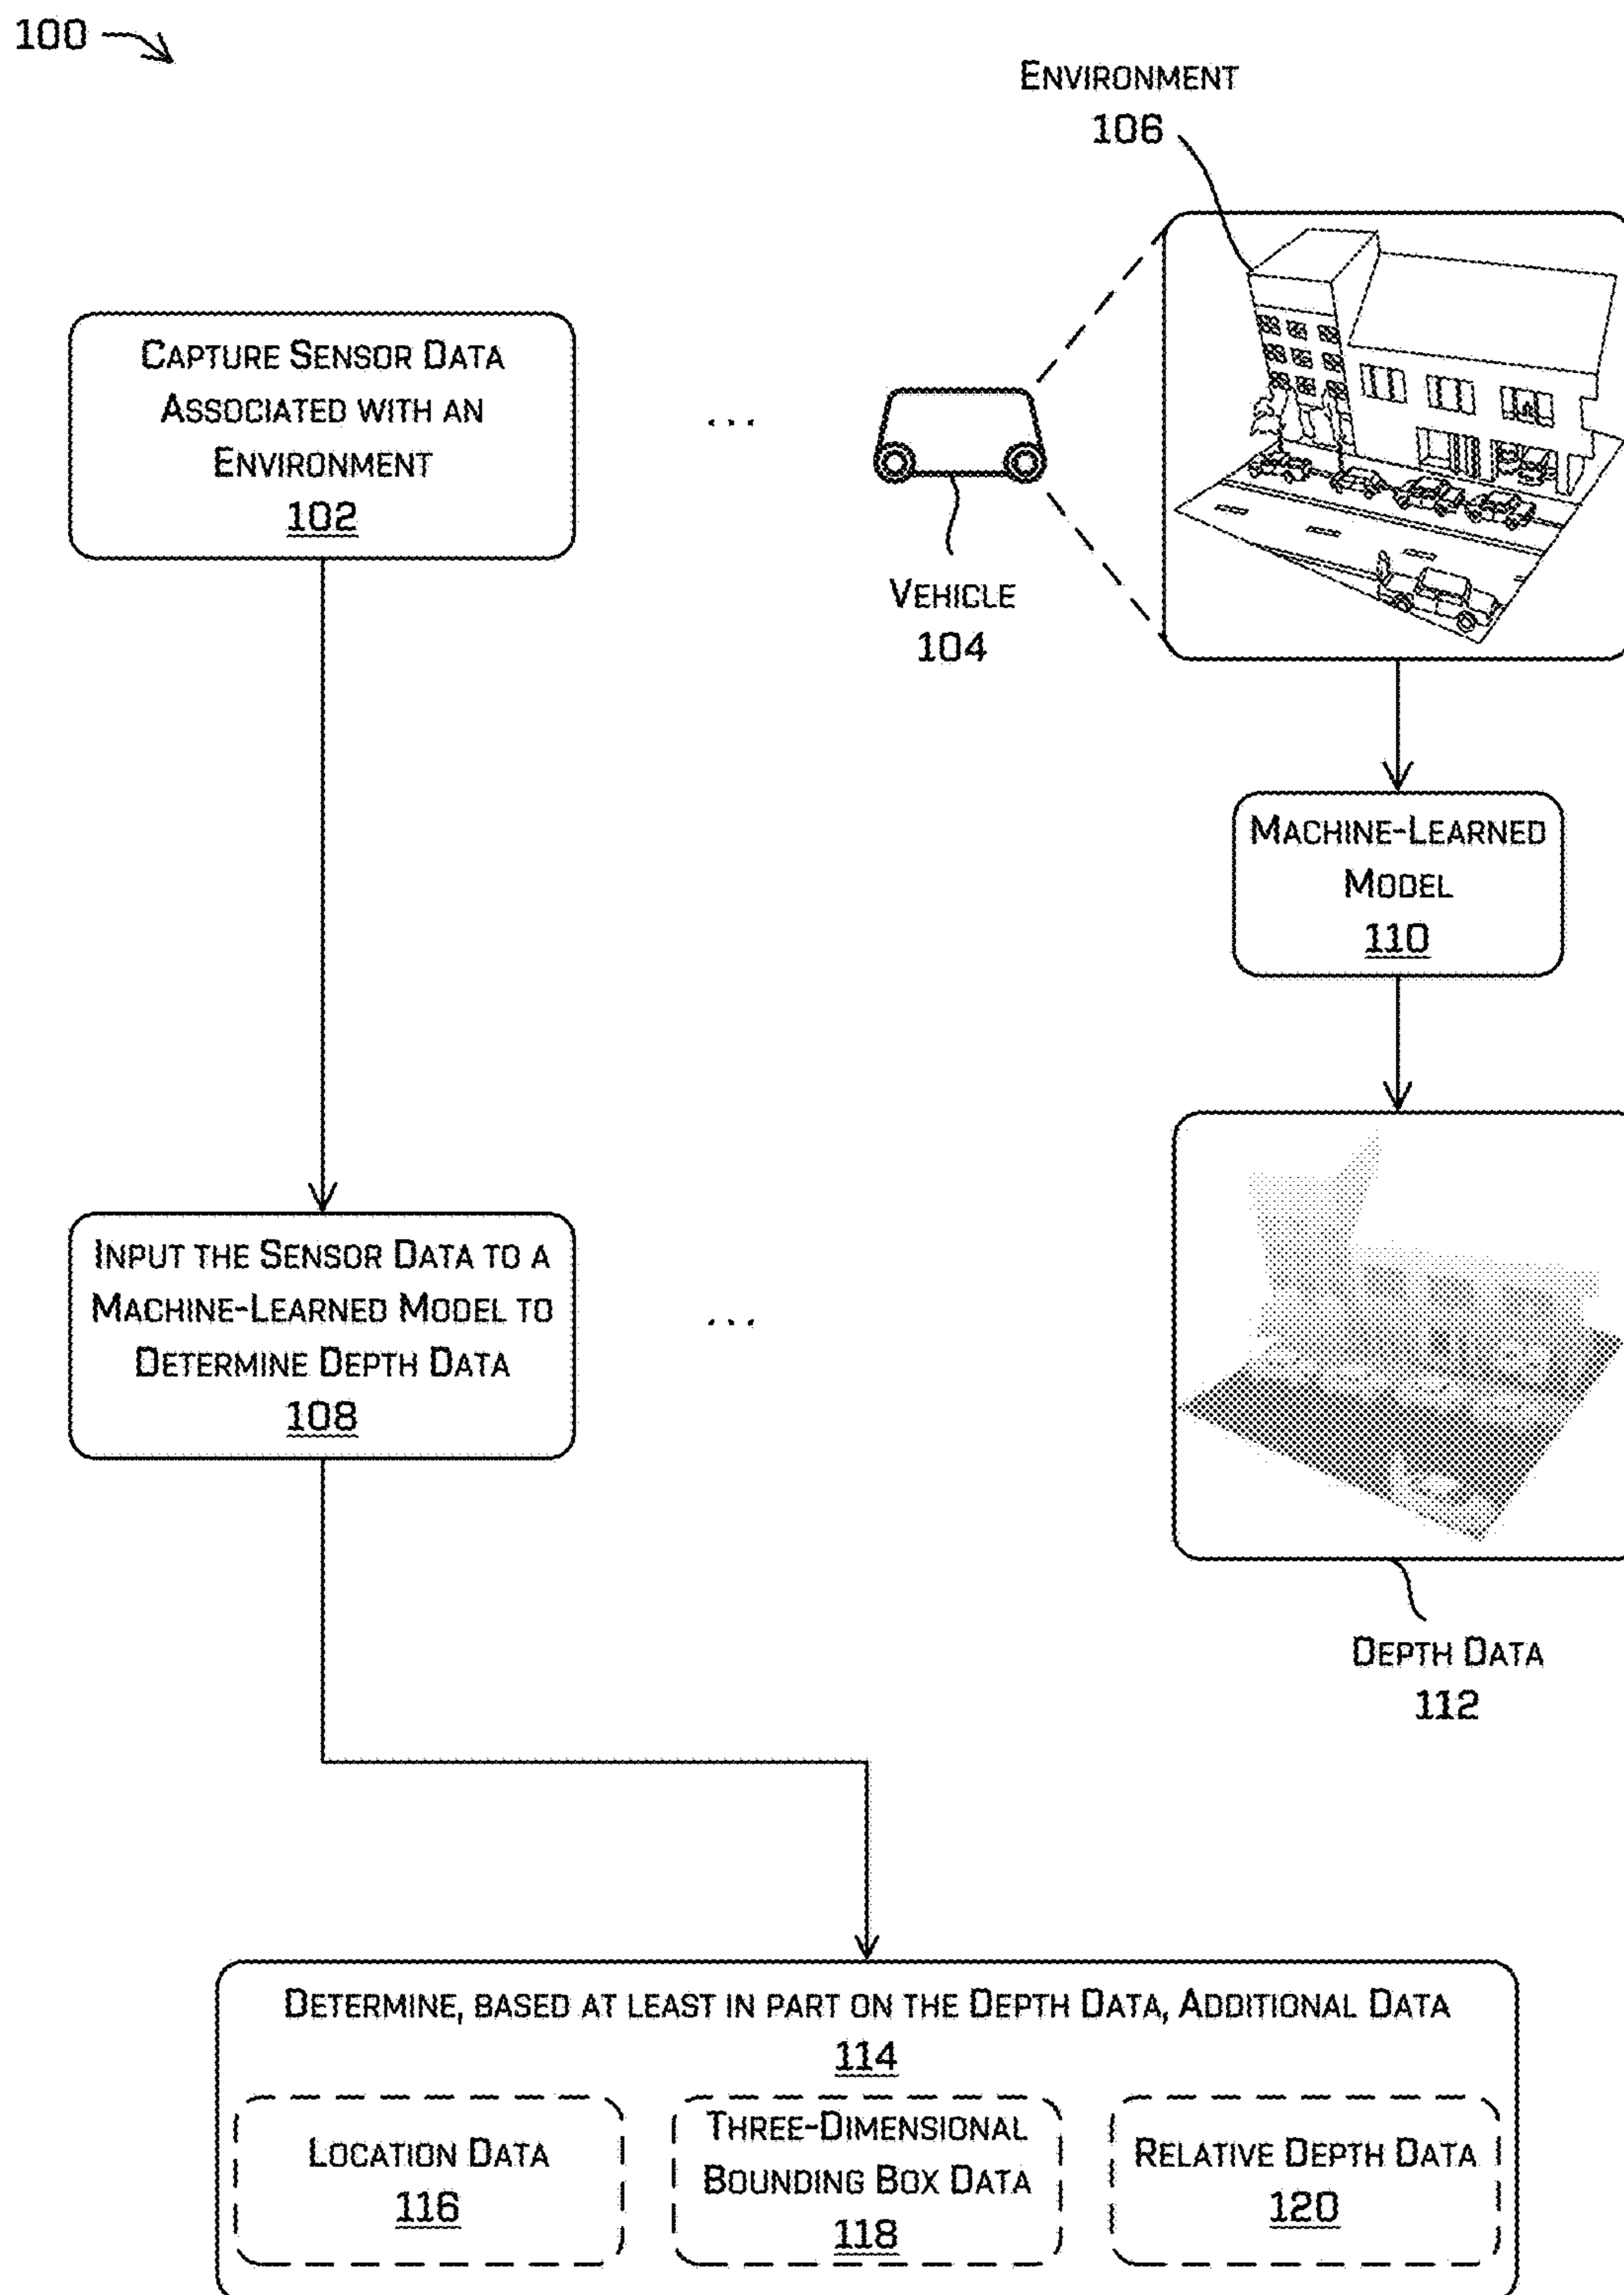 100
ENVIRONMENT
106
CAPTURE SENSOR DATA
ASSOCIATED WITH AN
ENVIRONMENT
102
...
VEHICLE
104
MACHINE-LEARNED
MODEL
110
INPUT THE SENSOR DATA TO A
MACHINE-LEARNED MODEL TO
DETERMINE DEPTH DATA
108
...
DEPTH DATA
112
DETERMINE, BASED AT LEAST IN PART ON THE DEPTH DATA, ADDITIONAL DATA
114
LOCATION DATA
116
THREE-DIMENSIONAL
BOUNDING BOX DATA
118
RELATIVE DEPTH DATA
120